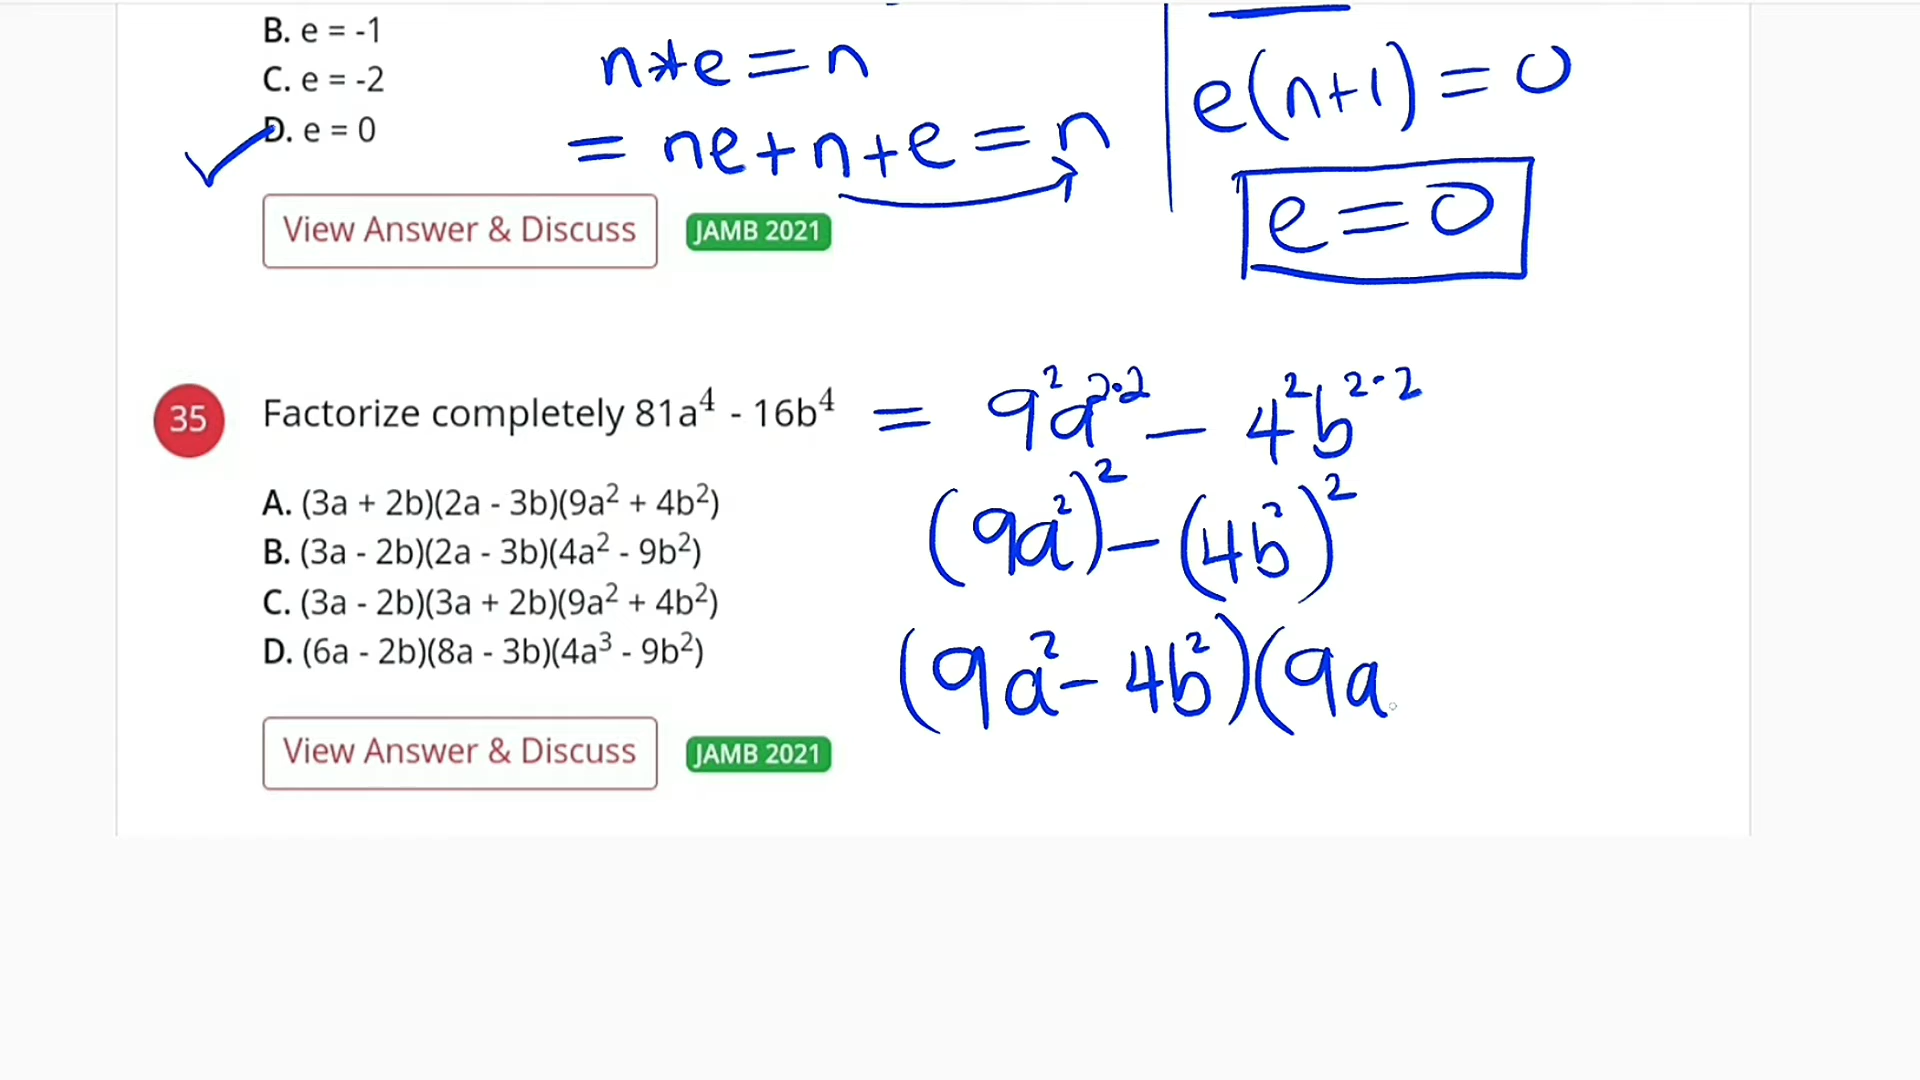 B. e = -1
C. e = -2
D. e = 0
n*e = n
= ne+n+e = n
e(n+1) = 0
e = 0
View Answer & Discuss JAMB 2021
35 Factorize completely 81a⁴ - 16b⁴ = 9²a²·² - 4²b²·²
A. (3a + 2b)(2a - 3b)(9a² + 4b²)
B. (3a - 2b)(2a - 3b)(4a² - 9b²)
C. (3a - 2b)(3a + 2b)(9a² + 4b²)
D. (6a - 2b)(8a - 3b)(4a³ - 9b²)
(9a²)² - (4b²)²
(9a² - 4b²)(9a
View Answer & Discuss JAMB 2021